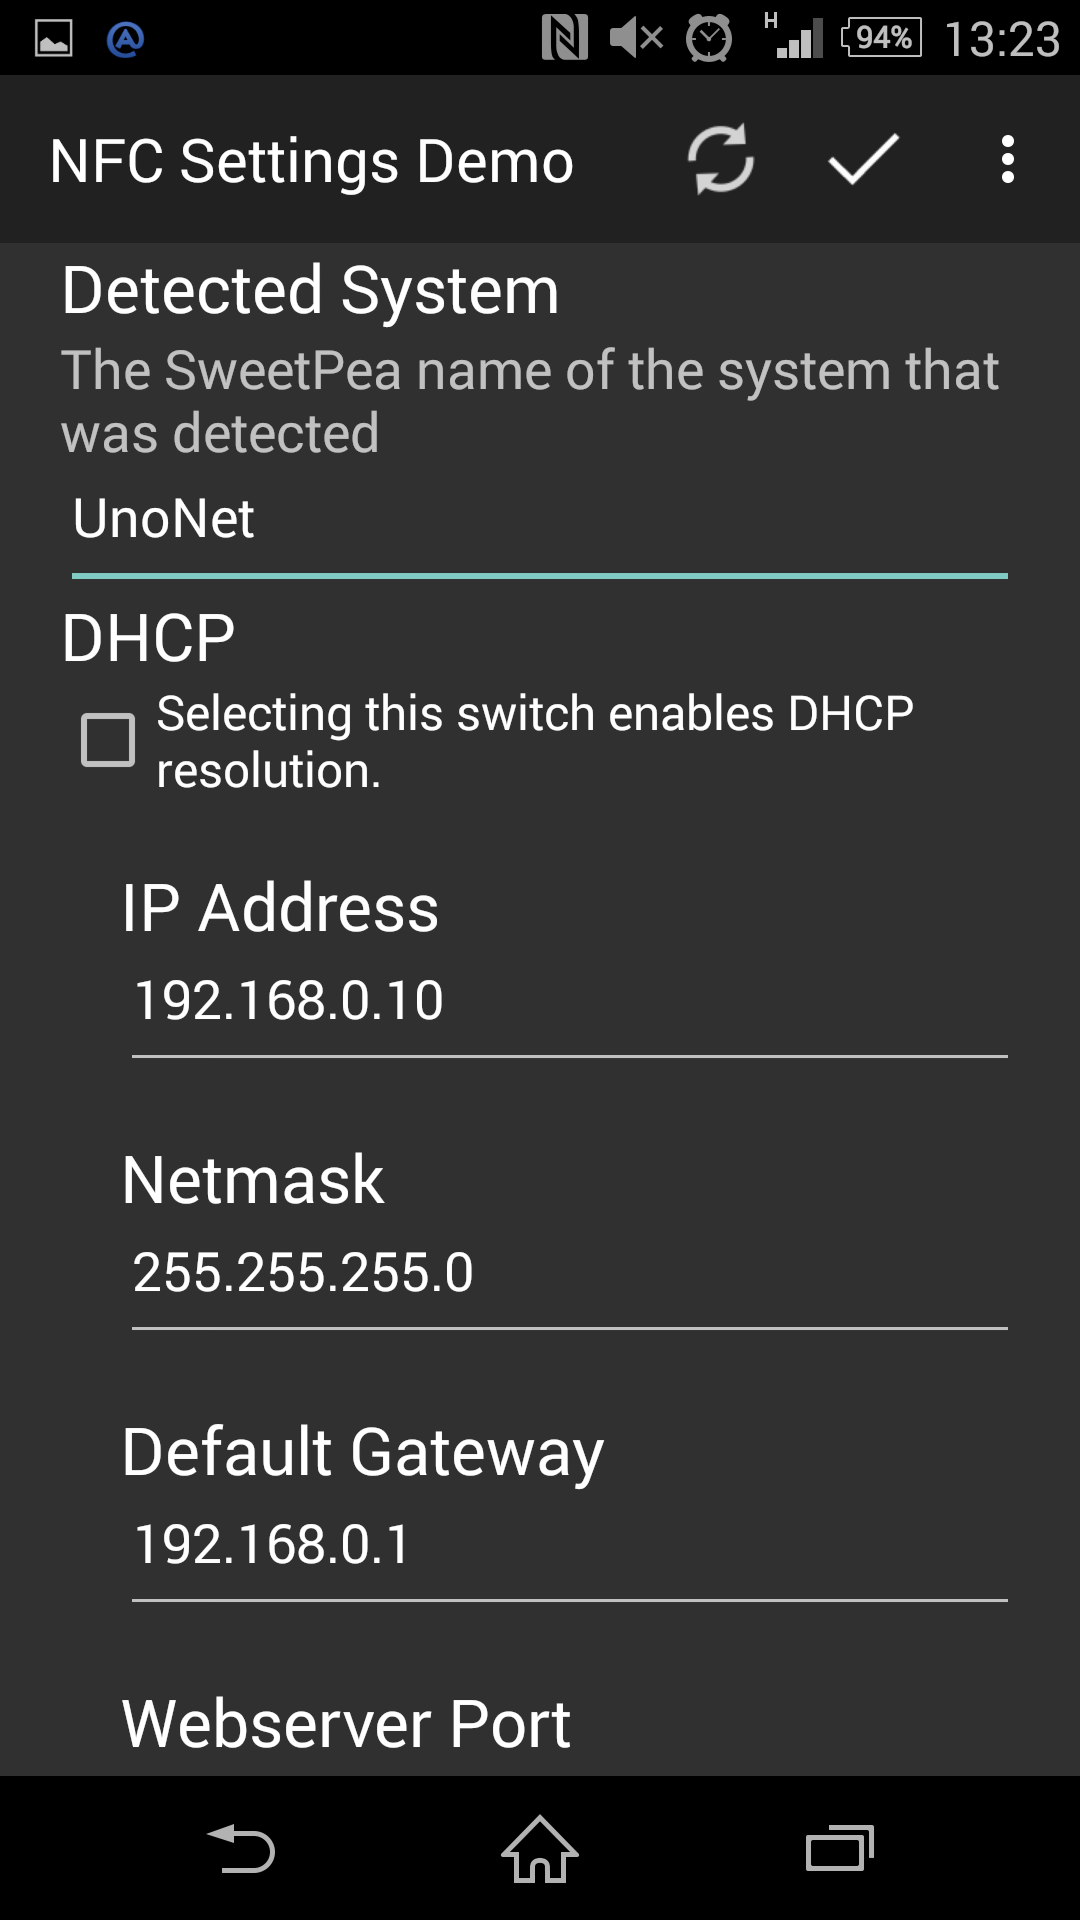 H 94% 13:23
NFC Settings Demo
Detected System
The SweetPea name of the system that
was detected
UnoNet
DHCP
Selecting this switch enables DHCP
resolution.
IP Address
192.168.0.10
Netmask
255.255.255.0
Default Gateway
192.168.0.1
Webserver Port